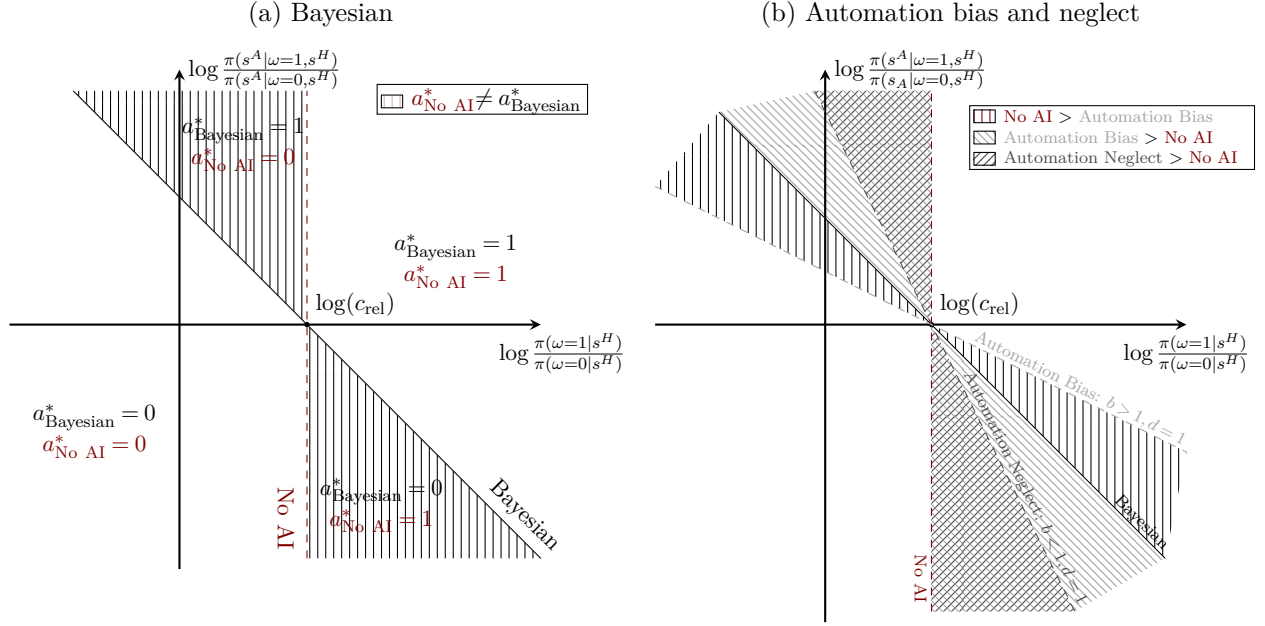 (a) Bayesian
log π(s^A|ω=1,s^H) / π(s^A|ω=0,s^H)
a*_No AI ≠ a*_Bayesian
a*_Bayesian = 1
a*_No AI = 0
a*_Bayesian = 1
a*_No AI = 1
log(c_rel)
log π(ω=1|s^H) / π(ω=0|s^H)
a*_Bayesian = 0
a*_No AI = 0
a*_Bayesian = 0
a*_No AI = 1
No AI
Bayesian
(b) Automation bias and neglect
log π(s^A|ω=1,s^H) / π(s_A|ω=0,s^H)
No AI > Automation Bias
Automation Bias > No AI
Automation Neglect > No AI
log(c_rel)
log π(ω=1|s^H) / π(ω=0|s^H)
Automation Bias: b > 1, d = 1
Automation Neglect: b < 1, d = 1
Bayesian
No AI